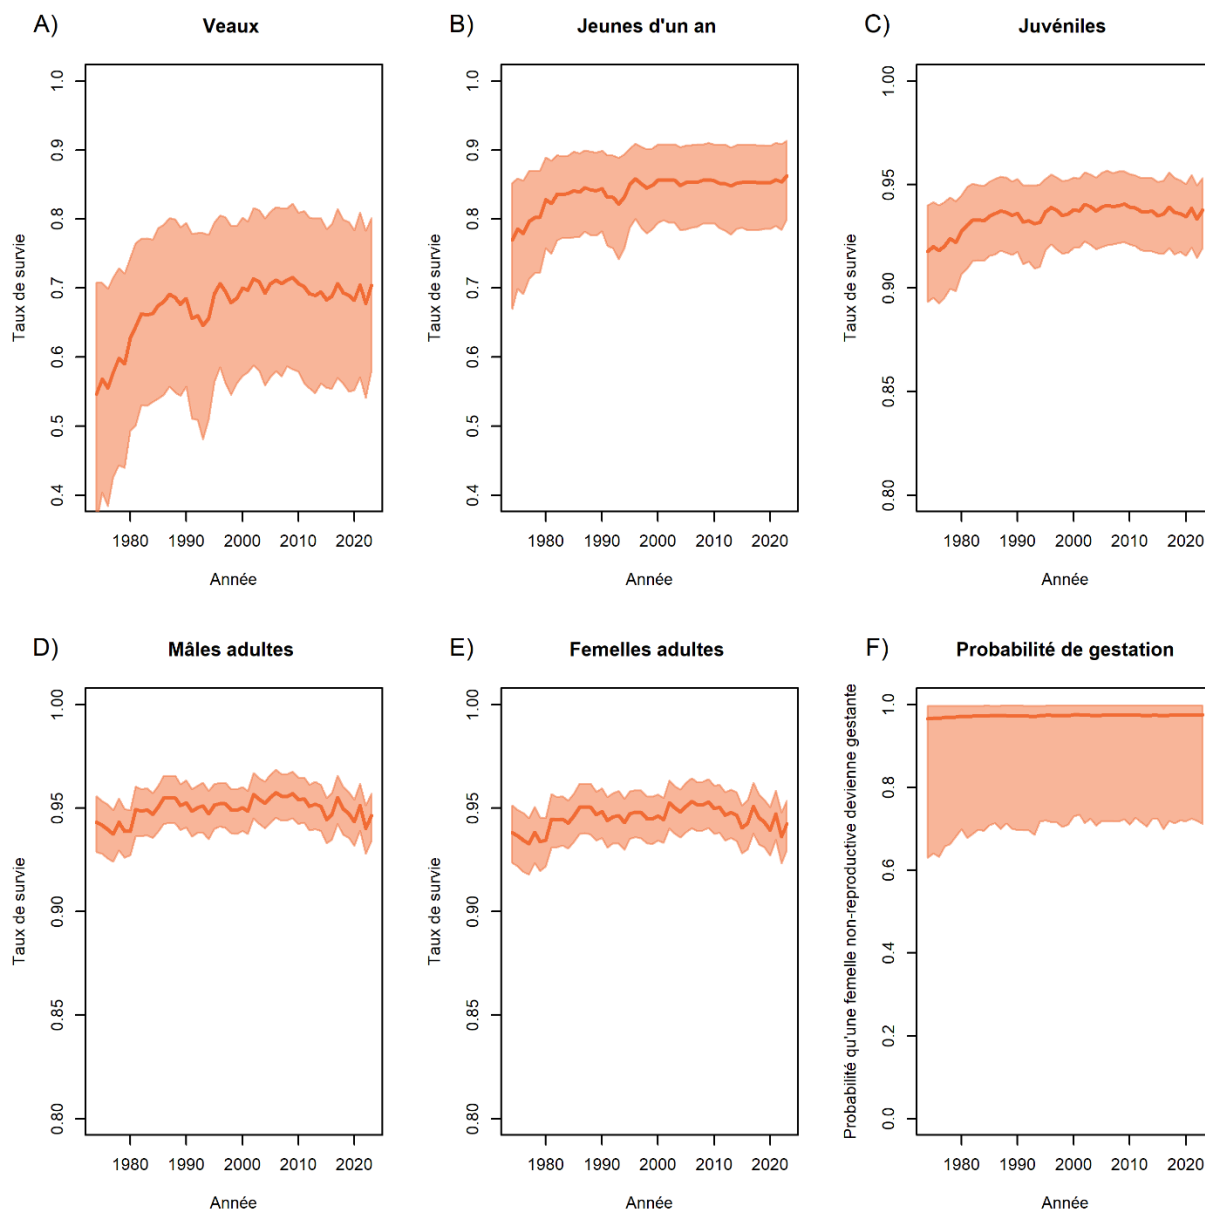 A)
Veaux
Taux de survie
1.0
0.9
0.8
0.7
0.6
0.5
0.4
1980
1990
2000
2010
2020
Année
B)
Jeunes d'un an
Taux de survie
1.0
0.9
0.8
0.7
0.6
0.5
0.4
1980
1990
2000
2010
2020
Année
C)
Juvéniles
Taux de survie
1.00
0.95
0.90
0.85
0.80
1980
1990
2000
2010
2020
Année
D)
Mâles adultes
Taux de survie
1.00
0.95
0.90
0.85
0.80
1980
1990
2000
2010
2020
Année
E)
Femelles adultes
Taux de survie
1.00
0.95
0.90
0.85
0.80
1980
1990
2000
2010
2020
Année
F)
Probabilité de gestation
Probabilité qu'une femelle non-reproductive devienne gestante
1.0
0.8
0.6
0.4
0.2
0.0
1980
1990
2000
2010
2020
Année